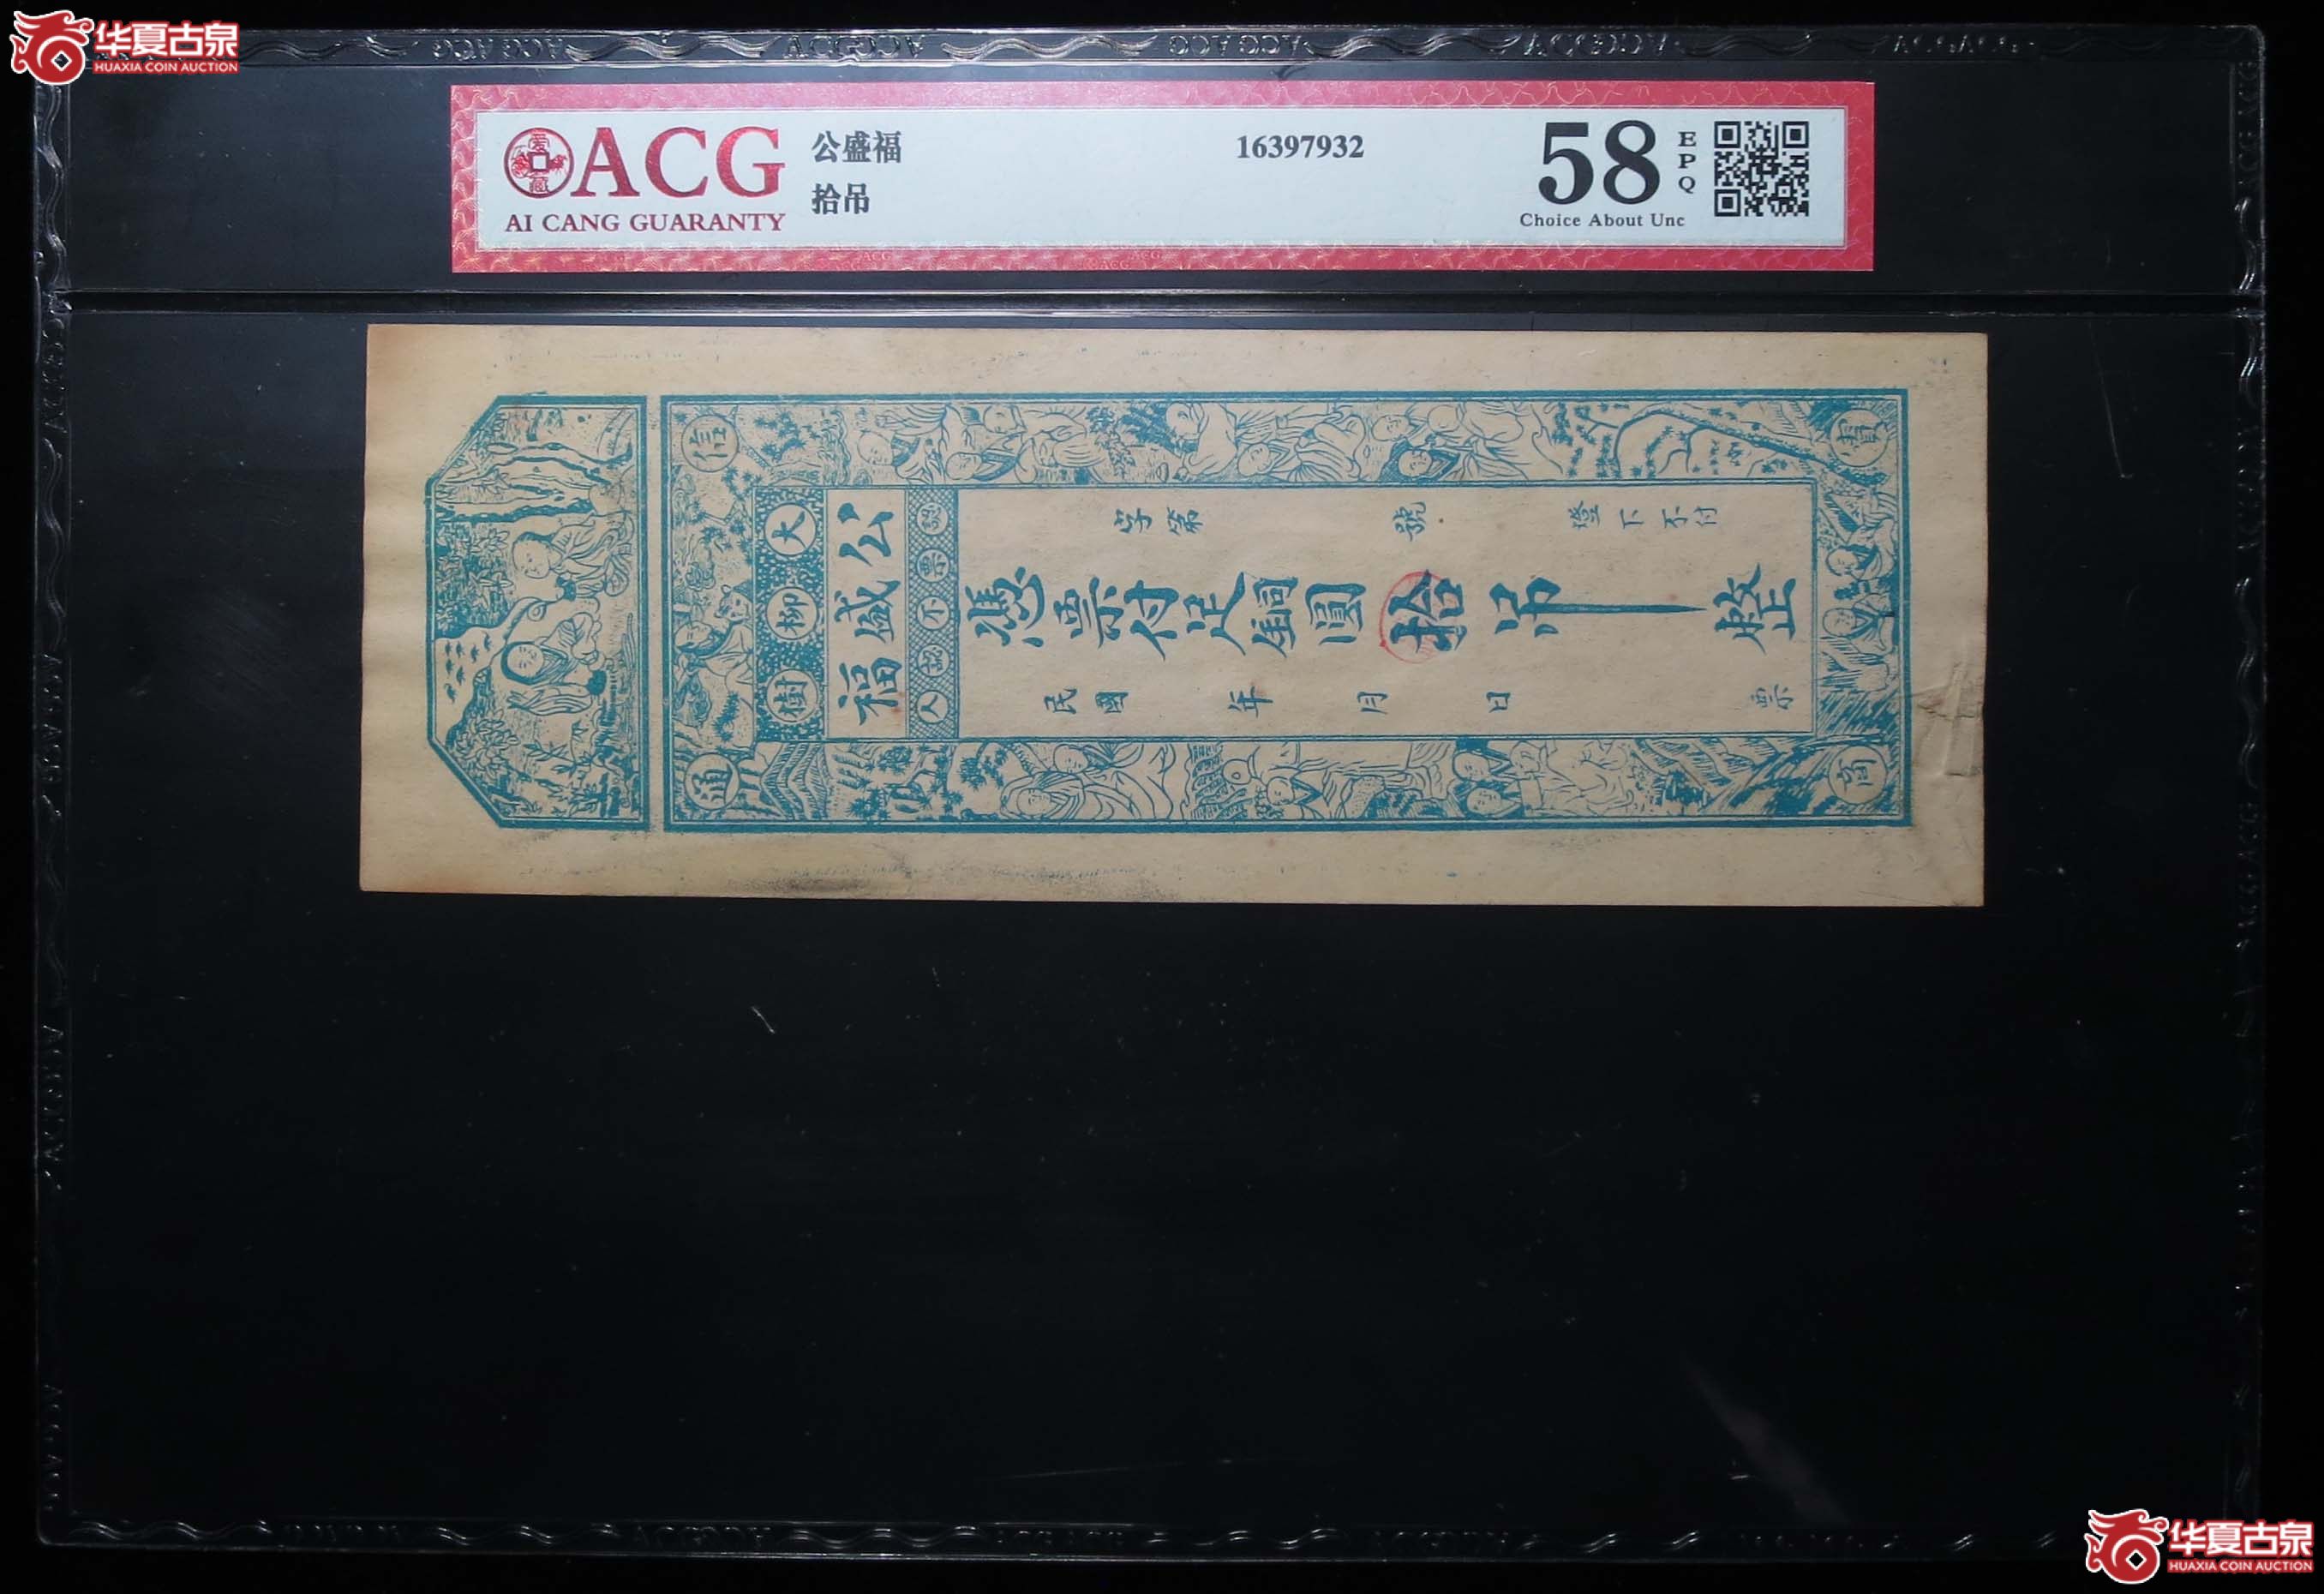 华夏古泉
HUAXIA COIN AUCTION
ACG
AI CANG GUARANTY
公盛福
拾吊
16397932
58
EPQ
Choice About Unc
信
寶
大柳樹
公盛福
認票不認人
字第 號 燈下不付
憑票付足銅圓拾吊整
民國 年 月 日 票
通
高
华夏古泉
HUAXIA COIN AUCTION